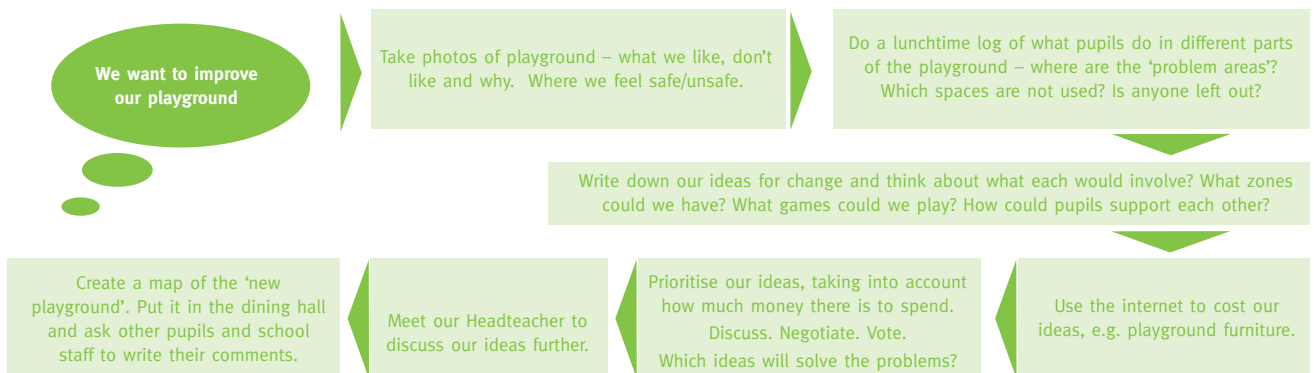 We want to improve
our playground
Take photos of playground – what we like, don’t
like and why. Where we feel safe/unsafe.
Do a lunchtime log of what pupils do in different parts
of the playground – where are the ‘problem areas’?
Which spaces are not used? Is anyone left out?
Write down our ideas for change and think about what each would involve? What zones
could we have? What games could we play? How could pupils support each other?
Use the internet to cost our
ideas, e.g. playground furniture.
Prioritise our ideas, taking into account
how much money there is to spend.
Discuss. Negotiate. Vote.
Which ideas will solve the problems?
Meet our Headteacher to
discuss our ideas further.
Create a map of the ‘new
playground’. Put it in the dining hall
and ask other pupils and school
staff to write their comments.